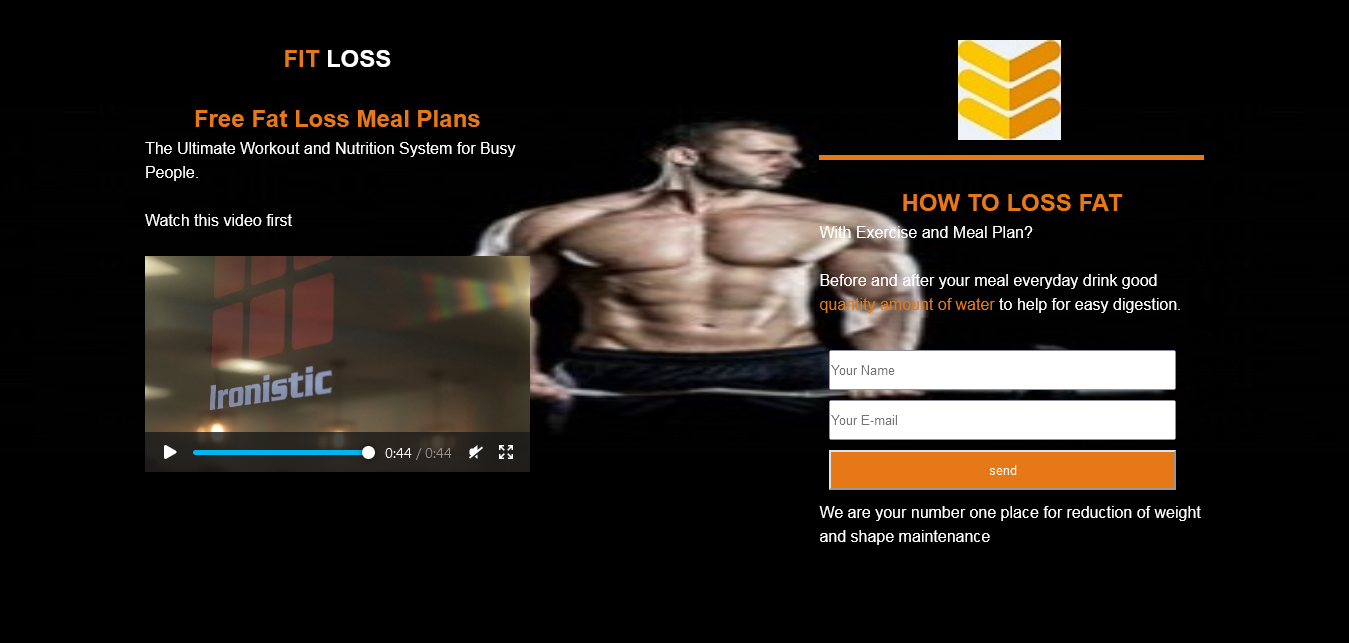 FIT LOSS
Free Fat Loss Meal Plans
The Ultimate Workout and Nutrition System for Busy
People.
Watch this video first
Ironistic
0:44 / 0:44
HOW TO LOSS FAT
With Exercise and Meal Plan?
Before and after your meal everyday drink good
quantity amount of water to help for easy digestion.
Your Name
Your E-mail
send
We are your number one place for reduction of weight
and shape maintenance